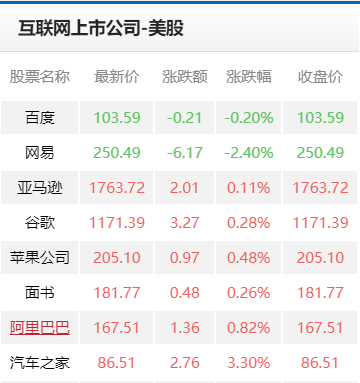 互联网上市公司-美股
股票名称 最新价 涨跌额 涨跌幅 收盘价
百度 103.59 -0.21 -0.20% 103.59
网易 250.49 -6.17 -2.40% 250.49
亚马逊 1763.72 2.01 0.11% 1763.72
谷歌 1171.39 3.27 0.28% 1171.39
苹果公司 205.10 0.97 0.48% 205.10
面书 181.77 0.48 0.26% 181.77
阿里巴巴 167.51 1.36 0.82% 167.51
汽车之家 86.51 2.76 3.30% 86.51